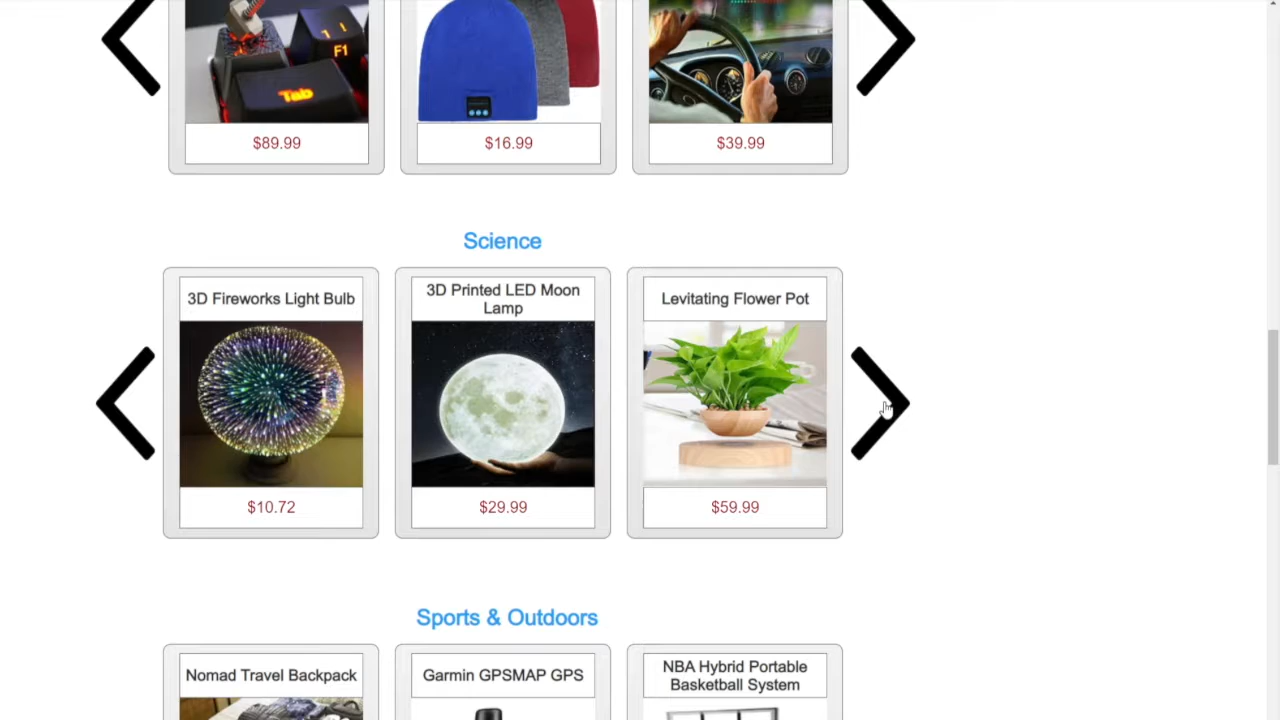 F1
Tab
$89.99
$16.99
$39.99
Science
3D Fireworks Light Bulb
3D Printed LED Moon
Lamp
Levitating Flower Pot
$10.72
$29.99
$59.99
Sports & Outdoors
Nomad Travel Backpack
Garmin GPSMAP GPS
NBA Hybrid Portable
Basketball System